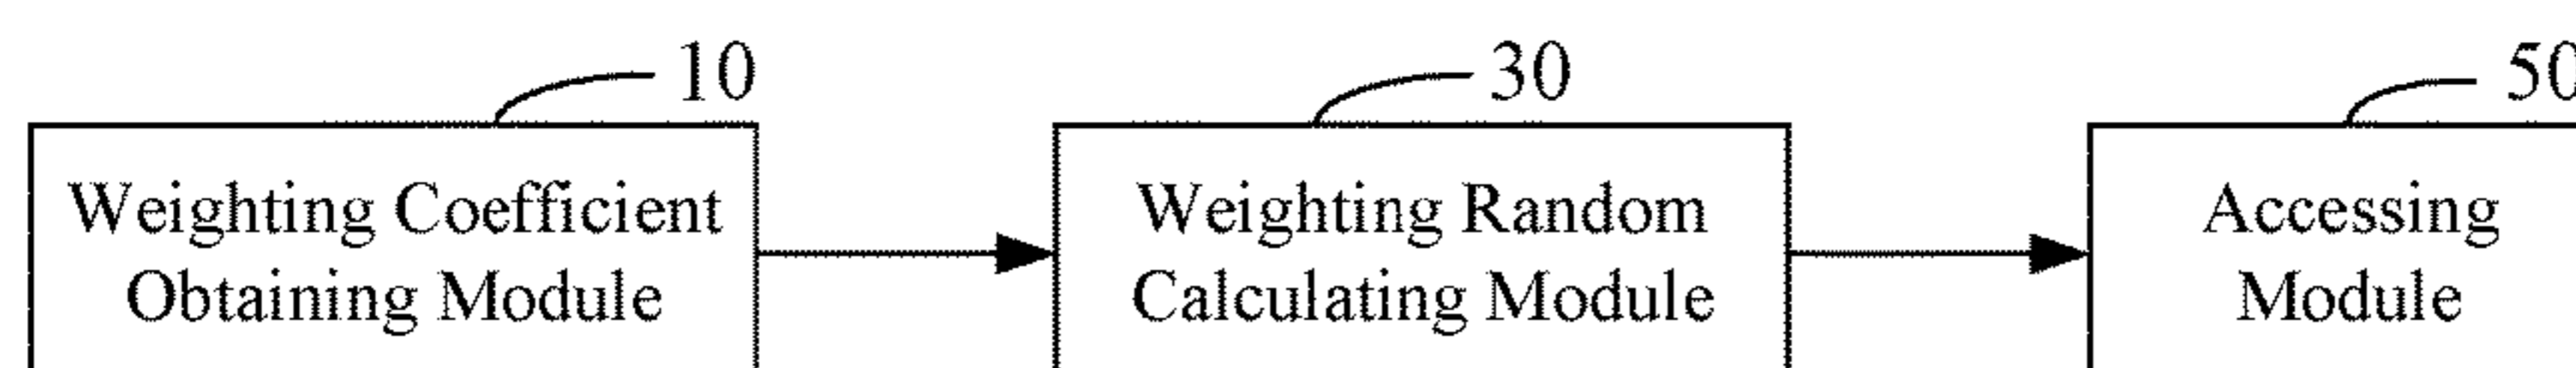 10
30
50
Weighting Coefficient
Obtaining Module
Weighting Random
Calculating Module
Accessing
Module